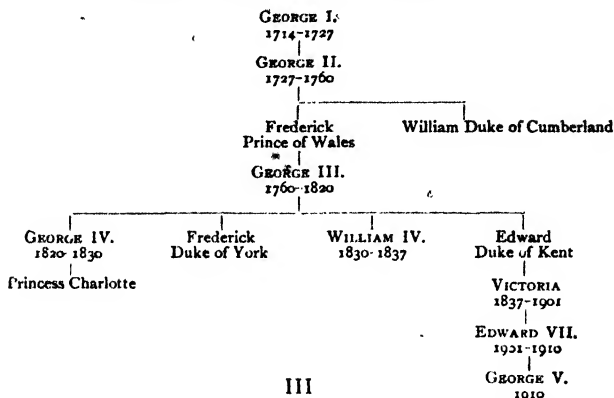 GEORGE I.
1714-1727
GEORGE II.
1727-1760
Frederick William Duke of Cumberland
Prince of Wales
GEORGE III.
1760-1820
GEORGE IV. Frederick WILLIAM IV. Edward
1820-1830 Duke of York 1830-1837 Duke of Kent
Princess Charlotte VICTORIA
1837-1901
EDWARD VII.
1901-1910
GEORGE V.
III
1910